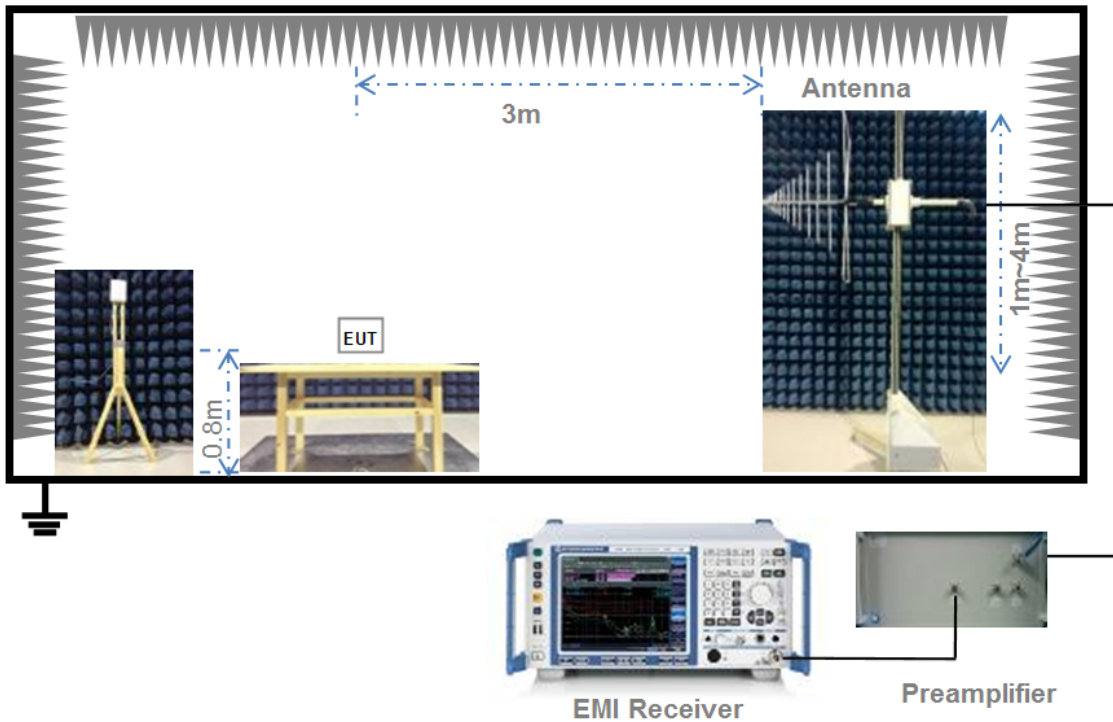 Antenna
3m
1m~4m
EUT
0.8m
EMI Receiver
Preamplifier